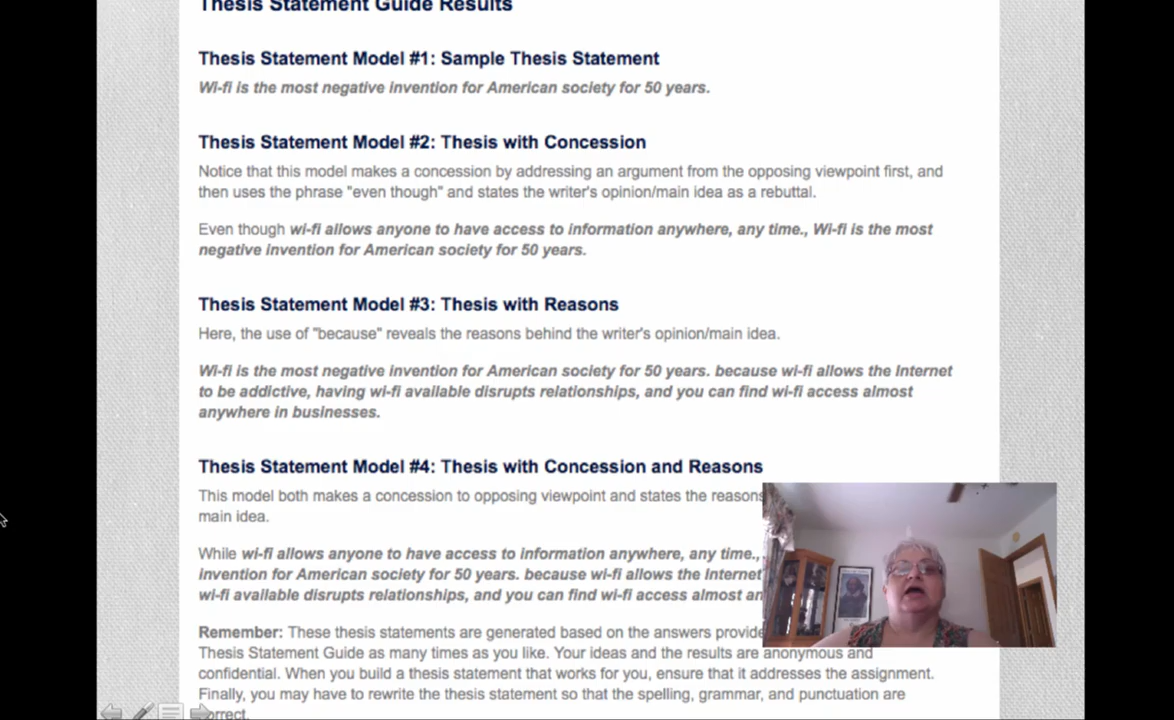 Thesis Statement Guide Results
Thesis Statement Model #1: Sample Thesis Statement
Wi-fi is the most negative invention for American society for 50 years.
Thesis Statement Model #2: Thesis with Concession
Notice that this model makes a concession by addressing an argument from the opposing viewpoint first, and
then uses the phrase "even though" and states the writer's opinion/main idea as a rebuttal.
Even though wi-fi allows anyone to have access to information anywhere, any time., Wi-fi is the most
negative invention for American society for 50 years.
Thesis Statement Model #3: Thesis with Reasons
Here, the use of "because" reveals the reasons behind the writer's opinion/main idea.
Wi-fi is the most negative invention for American society for 50 years. because wi-fi allows the Internet
to be addictive, having wi-fi available disrupts relationships, and you can find wi-fi access almost
anywhere in businesses.
Thesis Statement Model #4: Thesis with Concession and Reasons
This model both makes a concession to opposing viewpoint and states the reasons
main idea.
While wi-fi allows anyone to have access to information anywhere, any time.,
invention for American society for 50 years. because wi-fi allows the Internet
wi-fi available disrupts relationships, and you can find wi-fi access almost
Remember: These thesis statements are generated based on the answers
Thesis Statement Guide as many times as you like. Your ideas and the results are anonymous and
confidential. When you build a thesis statement that works for you, ensure that it addresses the assignment.
Finally, you may have to rewrite the thesis statement so that the spelling, grammar, and punctuation are